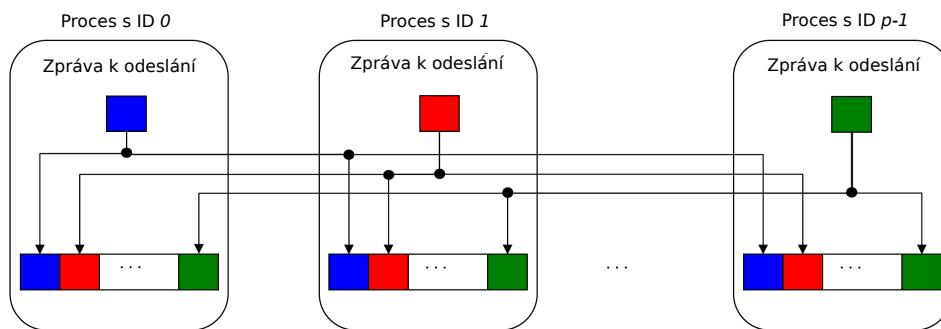 Proces s ID 0
Proces s ID 1
Proces s ID p-1
Zpráva k odeslání
Zpráva k odeslání
Zpráva k odeslání
...
...
...
...